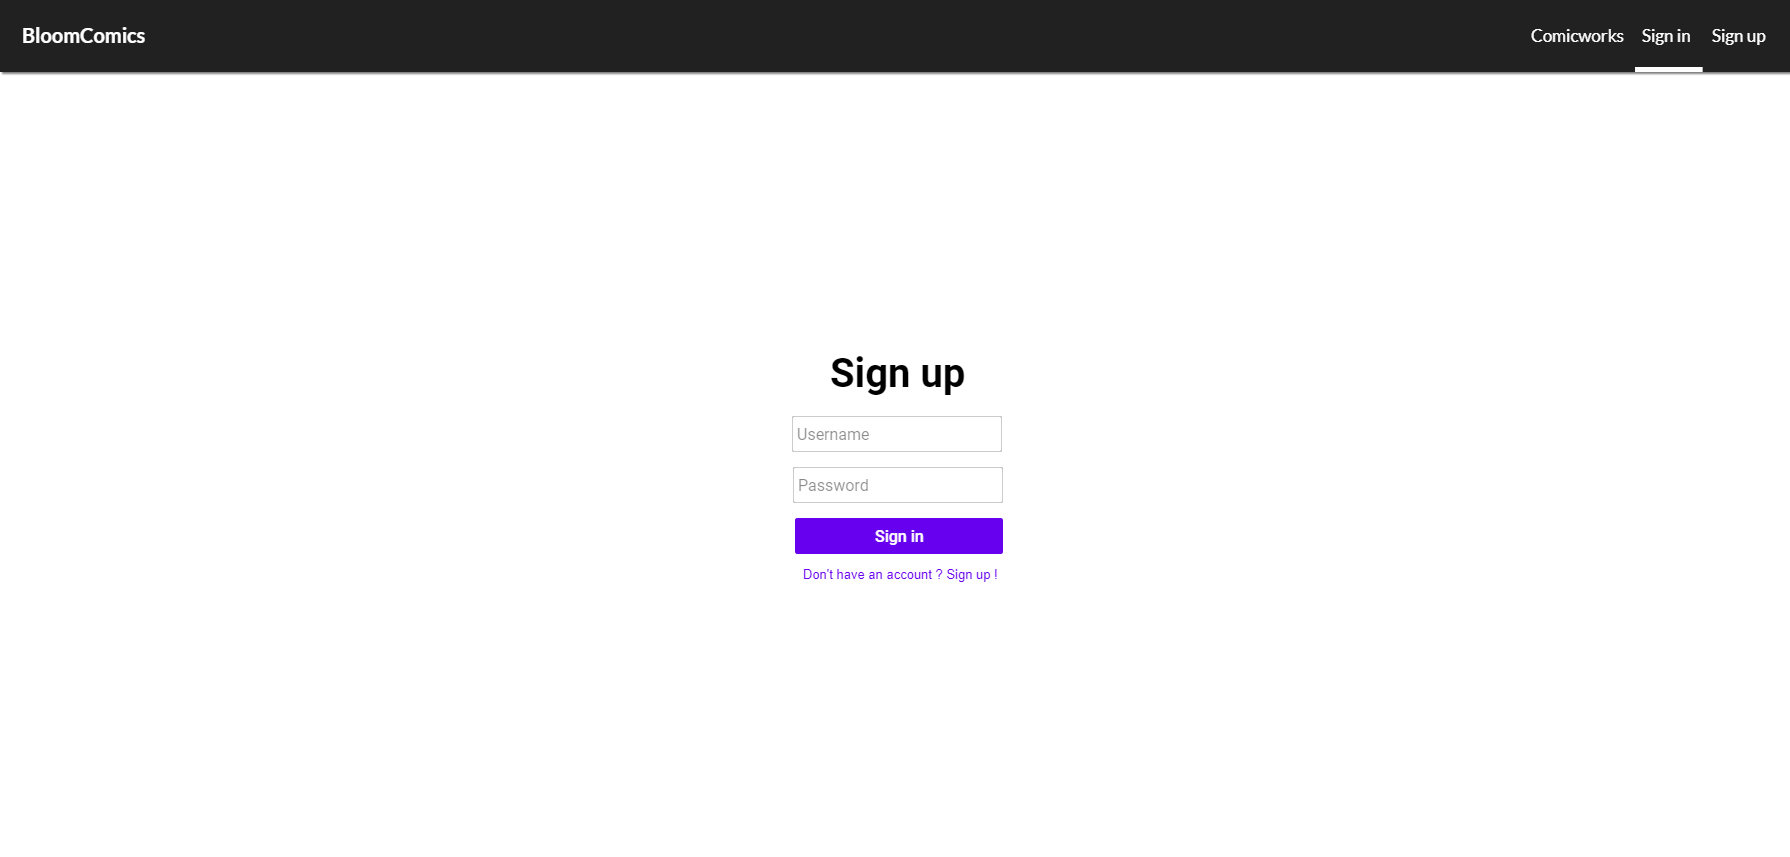 BloomComics
Comicworks
Sign in
Sign up
Sign up
Username
Password
Sign in
Don't have an account ? Sign up !